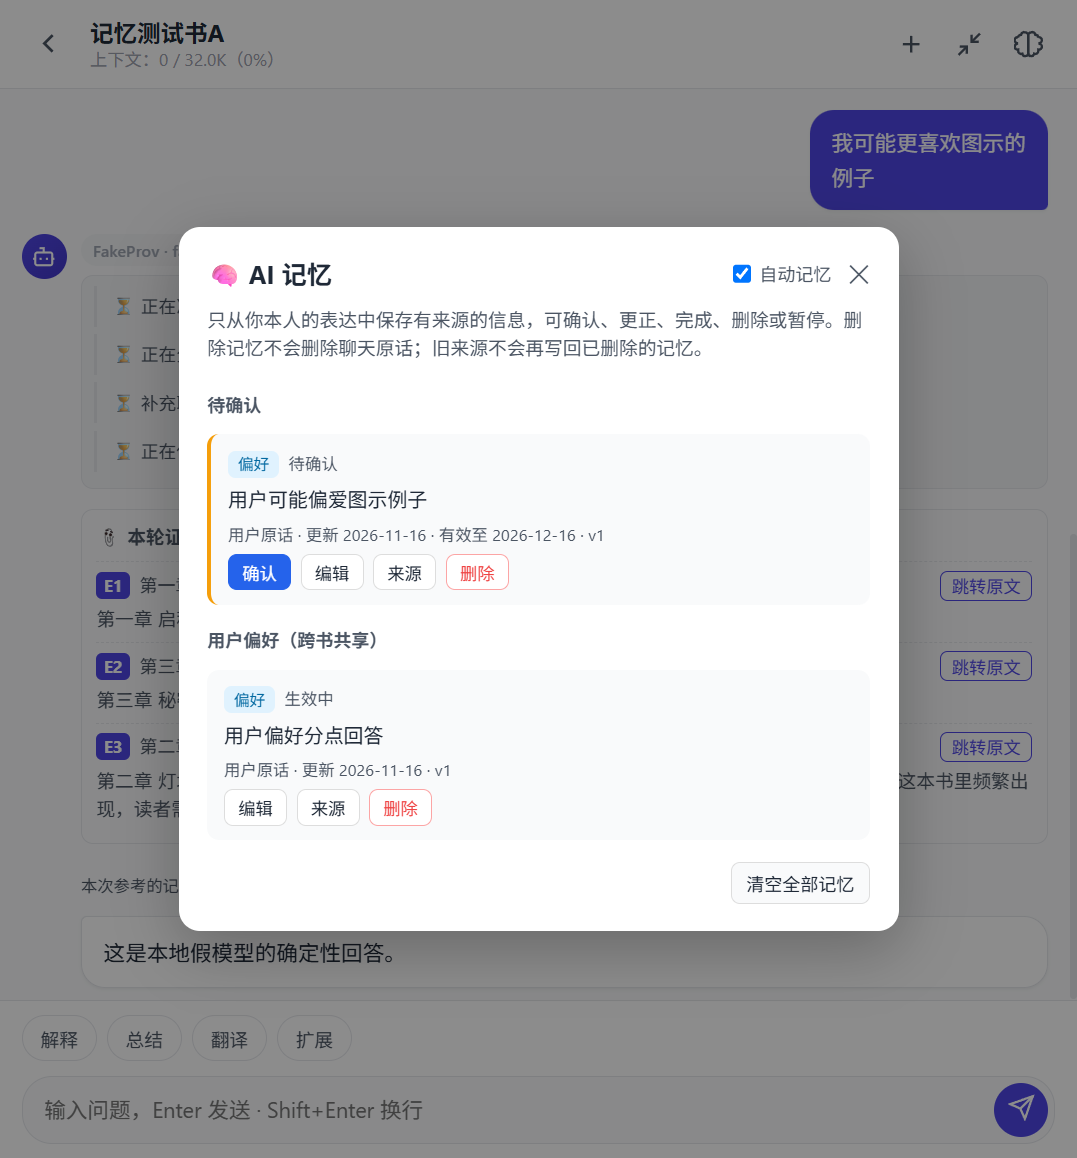 记忆测试书A
上下文：0 / 32.0K（0%）
我可能更喜欢图示的
例子
FakeProv · f
AI 记忆
自动记忆
只从你本人的表达中保存有来源的信息，可确认、更正、完成、删除或暂停。删
除记忆不会删除聊天原话；旧来源不会再写回已删除的记忆。
正在
正在
补充
正在
待确认
偏好 待确认
用户可能偏爱图示例子
用户原话 · 更新 2026-11-16 · 有效至 2026-12-16 · v1
确认 编辑 来源 删除
用户偏好（跨书共享）
偏好 生效中
用户偏好分点回答
用户原话 · 更新 2026-11-16 · v1
编辑 来源 删除
清空全部记忆
本轮证
E1 第一 跳转原文
第一章 启
E2 第三 跳转原文
第三章 秘
E3 第二 跳转原文
第二章 灯 这本书里频繁出
现，读者需
本次参考的记
这是本地假模型的确定性回答。
解释 总结 翻译 扩展
输入问题，Enter 发送 · Shift+Enter 换行